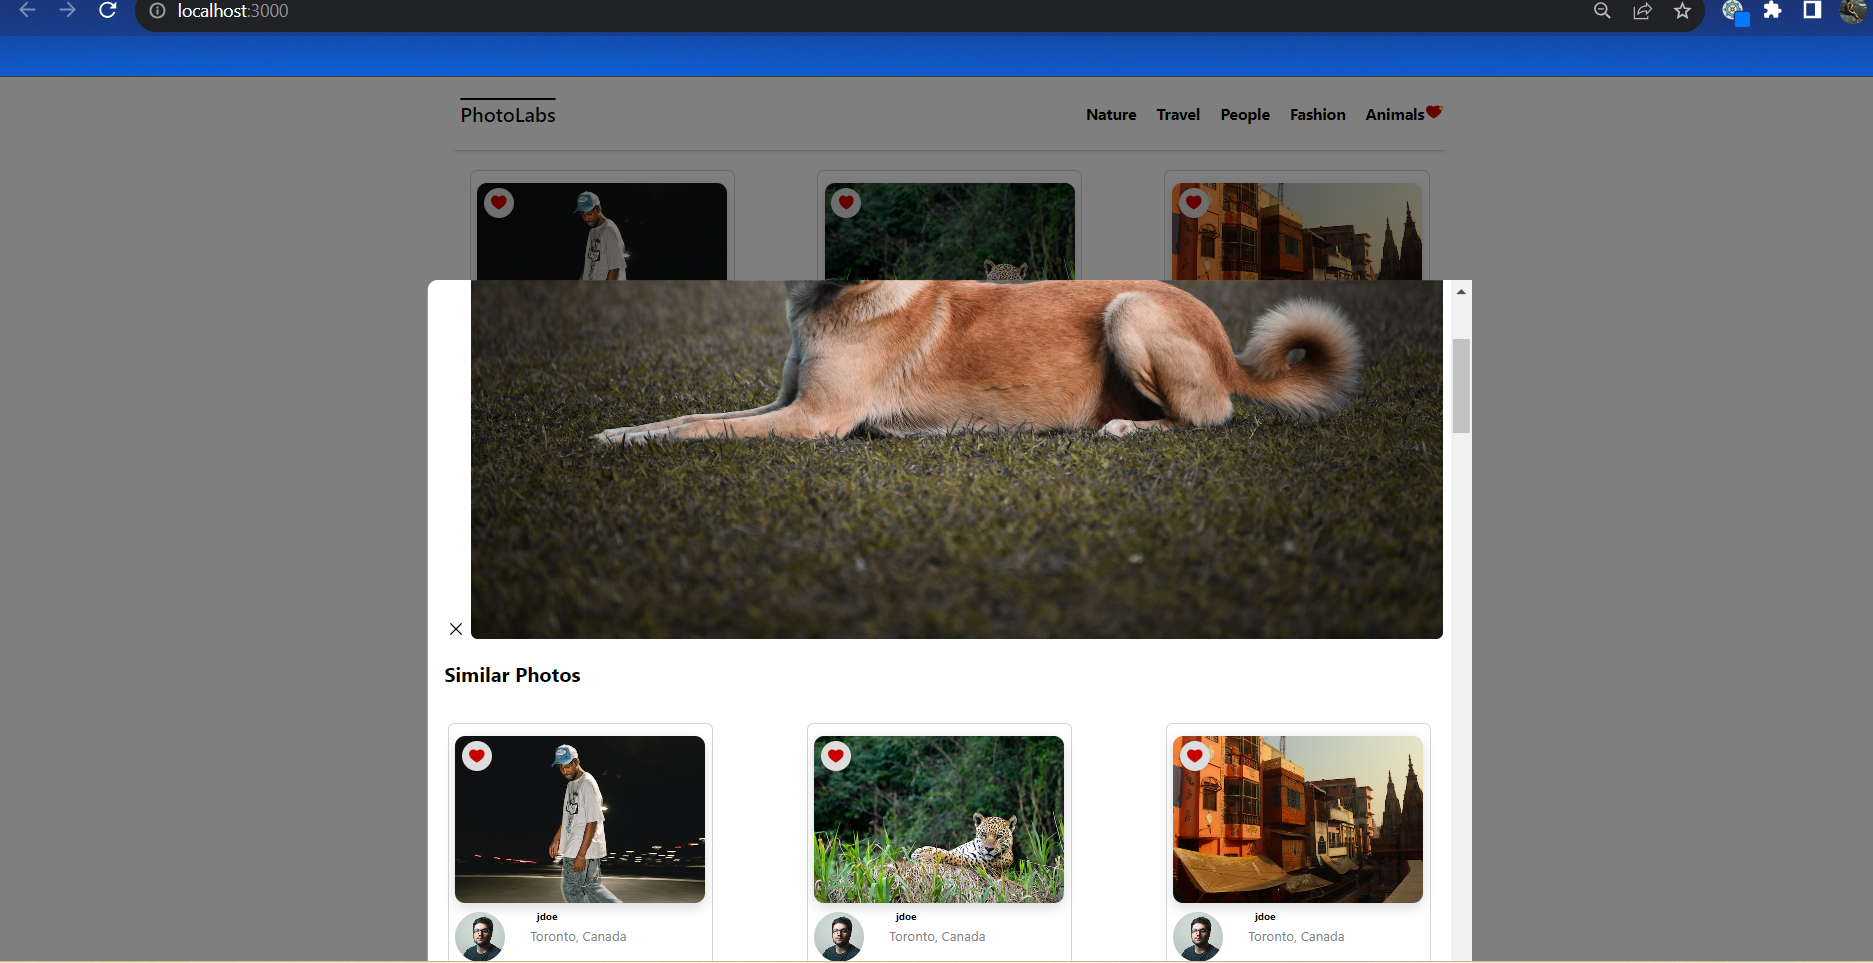 localhost:3000
PhotoLabs
Nature Travel People Fashion Animals
Similar Photos
jdoe
Toronto, Canada
jdoe
Toronto, Canada
jdoe
Toronto, Canada